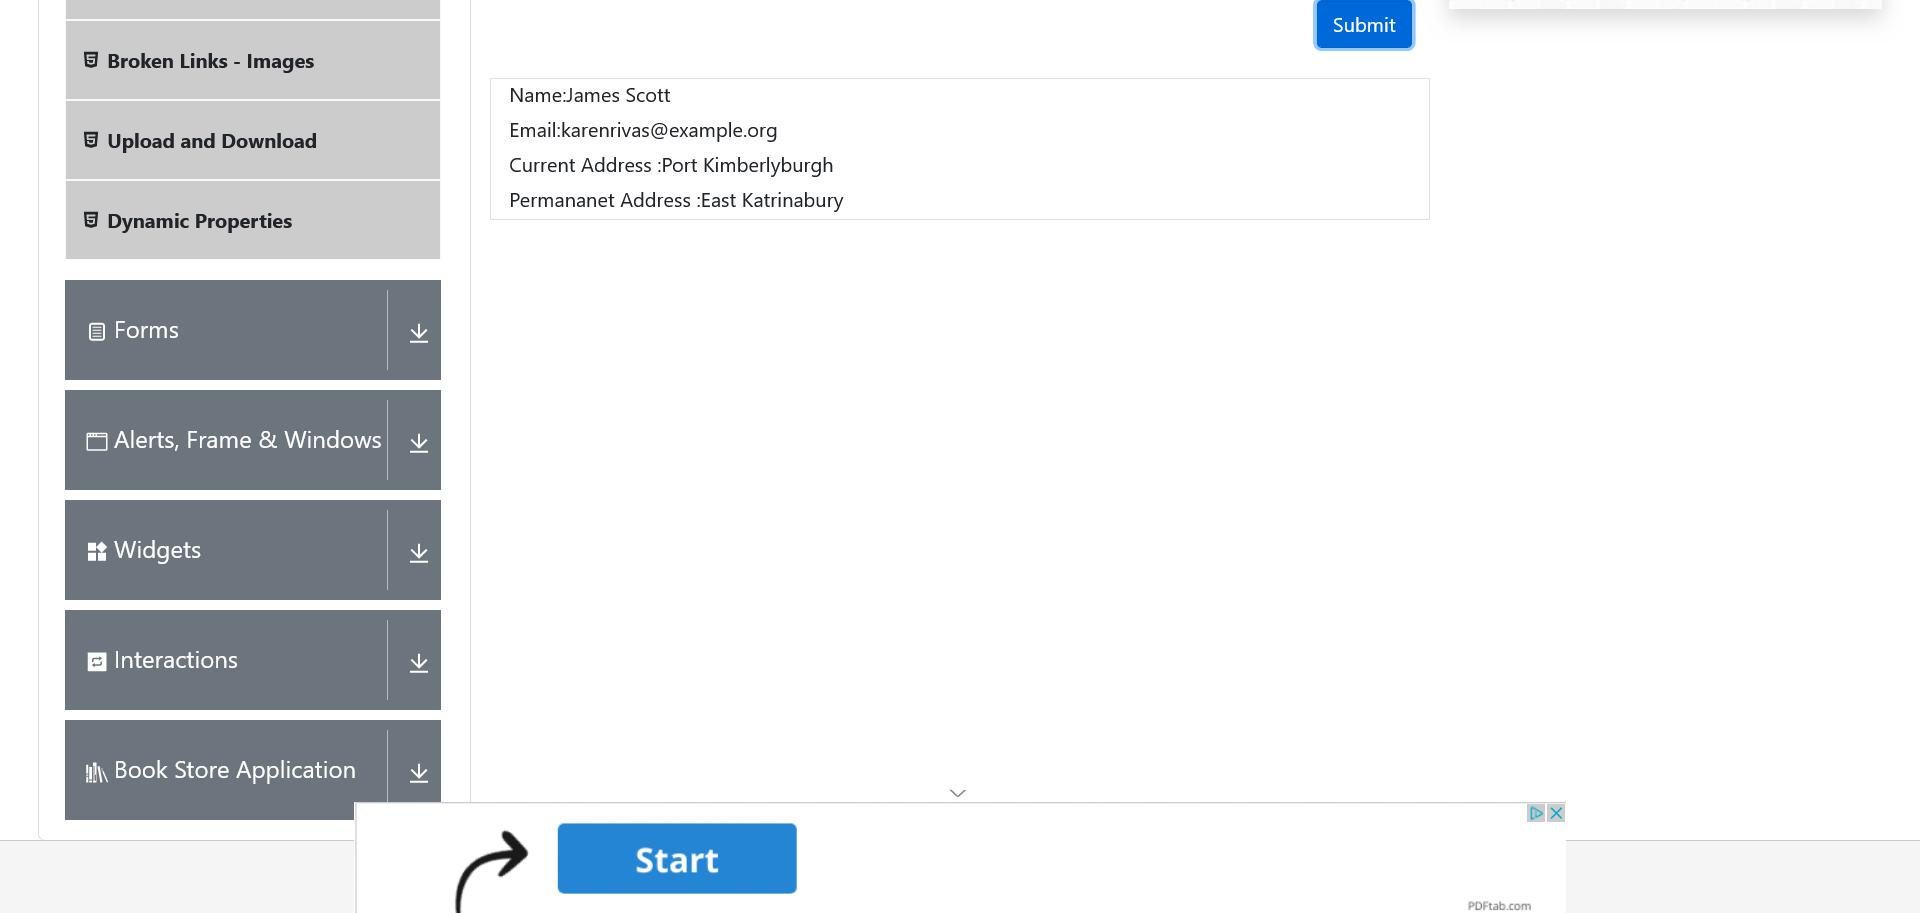 Submit
Broken Links - Images
Upload and Download
Dynamic Properties
Name:James Scott
Email:karenrivas@example.org
Current Address :Port Kimberlyburgh
Permananet Address :East Katrinabury
Forms
Alerts, Frame & Windows
Widgets
Interactions
Book Store Application
Start
PDFtab.com